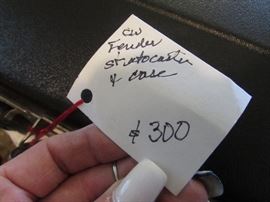 CW
Fender
Stratocaster
& case
$300